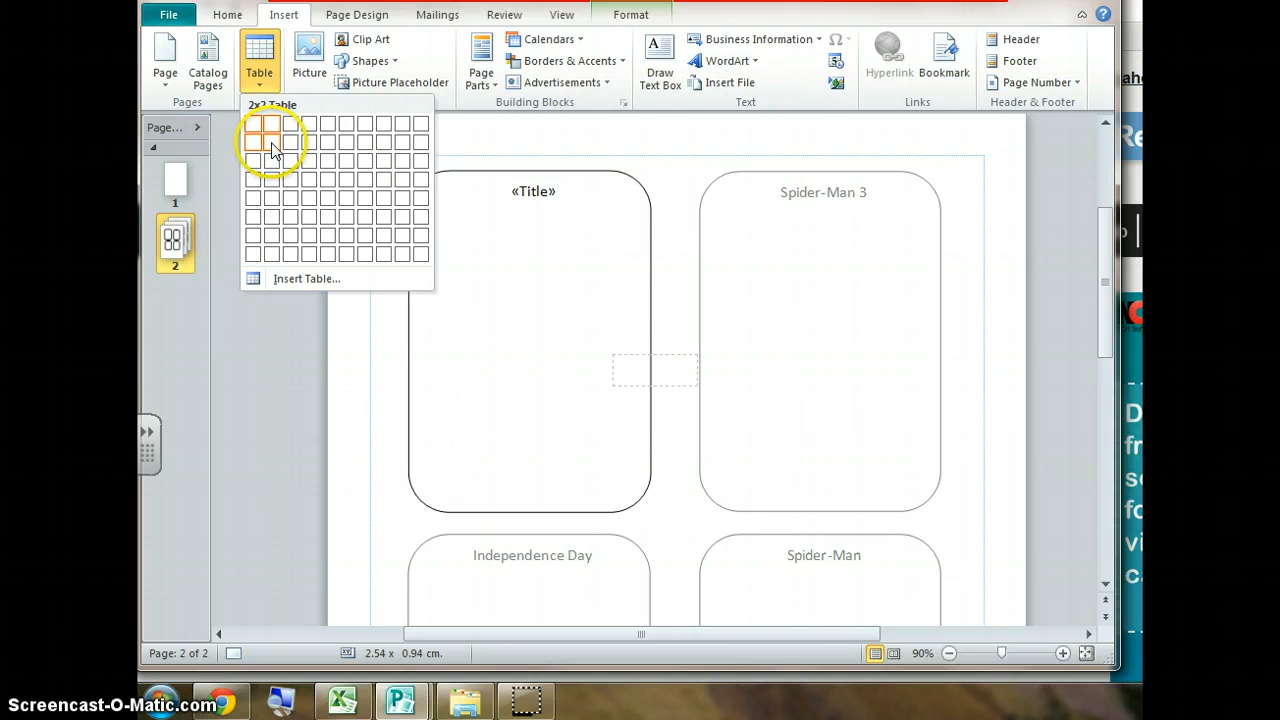 File Home Insert Page Design Mailings Review View Format
Clip Art Calendars Business Information Header
Shapes Borders & Accents WordArt Footer
Page Catalog Pages Table Picture Picture Placeholder Page Parts Advertisements Draw Text Box Insert File Hyperlink Bookmark Page Number
Pages Building Blocks Text Links Header & Footer
2x2 Table
Page...
«Title» Spider-Man 3
1
2
Insert Table...
Independence Day Spider-Man
Page: 2 of 2 2.54 x 0.94 cm. 90%
Screencast-O-Matic.com